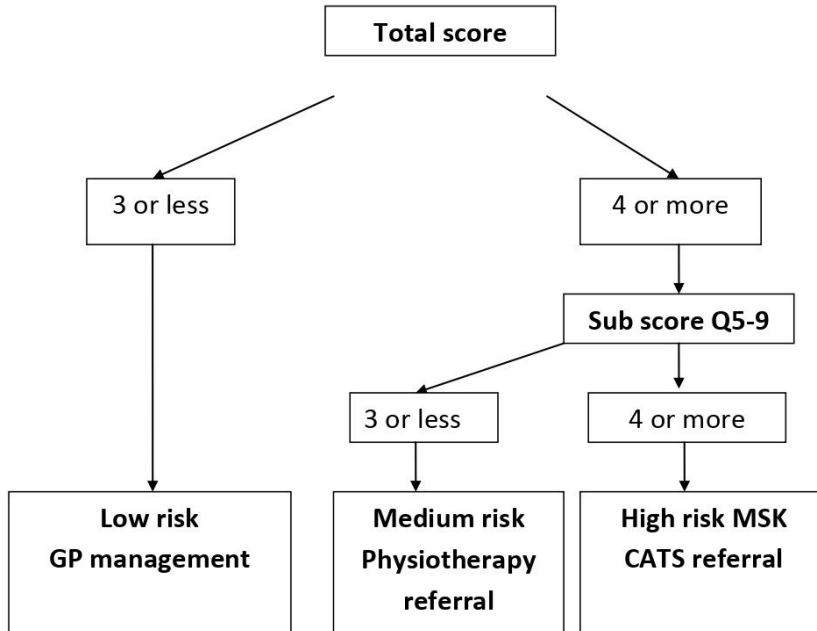 Total score
3 or less
4 or more
Sub score Q5-9
3 or less
4 or more
Low risk
GP management
Medium risk
Physiotherapy
referral
High risk MSK
CATS referral